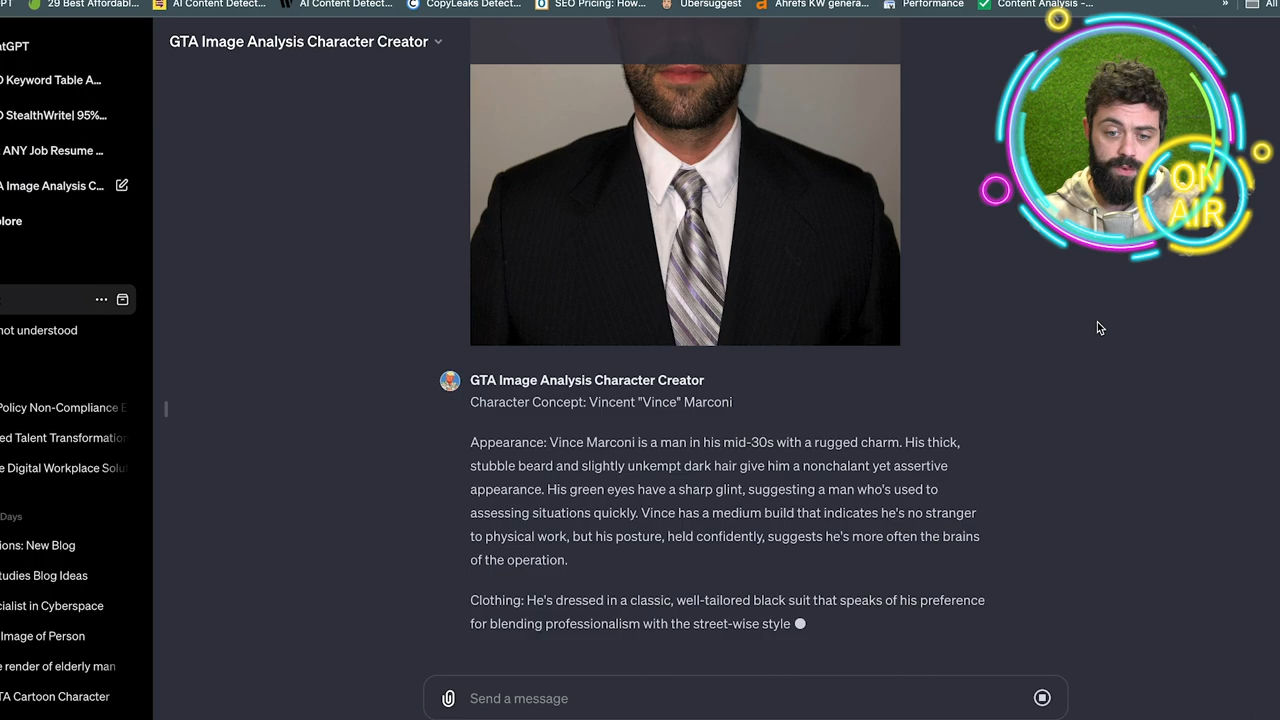 PT
29 Best Affordabl...
AI Content Detect...
AI Content Detect...
CopyLeaks Detect...
SEO Pricing: How...
Ubersuggest
Ahrefs KW genera...
Performance
Content Analysis -...
»
All
atGPT
O Keyword Table A...
O StealthWrite| 95%...
ANY Job Resume ...
A Image Analysis C...
lore
not understood
Policy Non-Compliance E
ed Talent Transformation
e Digital Workplace Solut
Days
ions: New Blog
tudies Blog Ideas
cialist in Cyberspace
Image of Person
e render of elderly man
TA Cartoon Character
GTA Image Analysis Character Creator
ON
AIR
GTA Image Analysis Character Creator
Character Concept: Vincent "Vince" Marconi
Appearance: Vince Marconi is a man in his mid-30s with a rugged charm. His thick,
stubble beard and slightly unkempt dark hair give him a nonchalant yet assertive
appearance. His green eyes have a sharp glint, suggesting a man who's used to
assessing situations quickly. Vince has a medium build that indicates he's no stranger
to physical work, but his posture, held confidently, suggests he's more often the brains
of the operation.
Clothing: He's dressed in a classic, well-tailored black suit that speaks of his preference
for blending professionalism with the street-wise style
Send a message